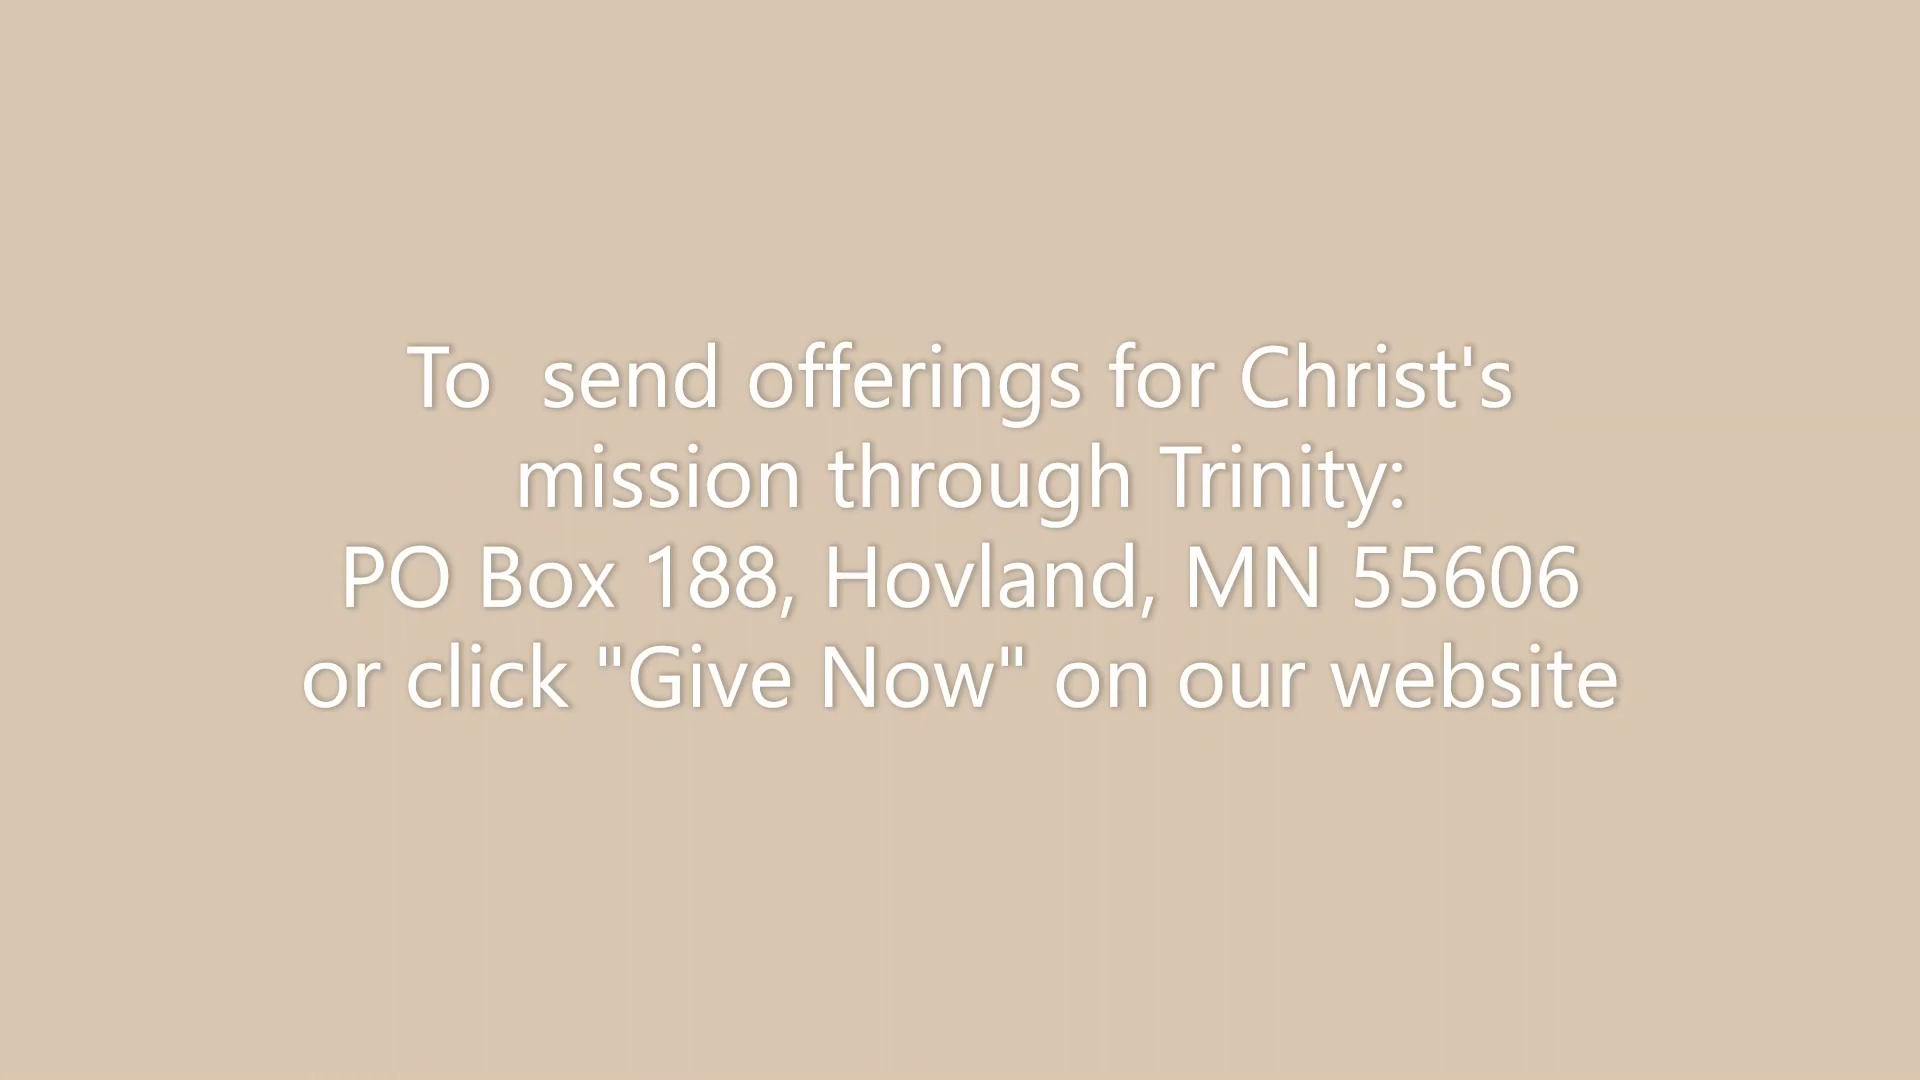 To  send offerings for Christ's
mission through Trinity:
PO Box 188, Hovland, MN 55606
or click "Give Now" on our website